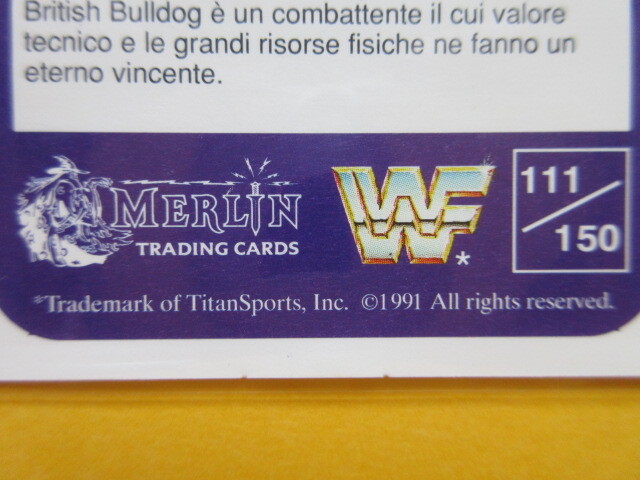 British Bulldog è un combattente il cui valore
tecnico e le grandi risorse fisiche ne fanno un
eterno vincente.
MERLIN
TRADING CARDS
WWF*
111/150
*Trademark of TitanSports, Inc. ©1991 All rights reserved.